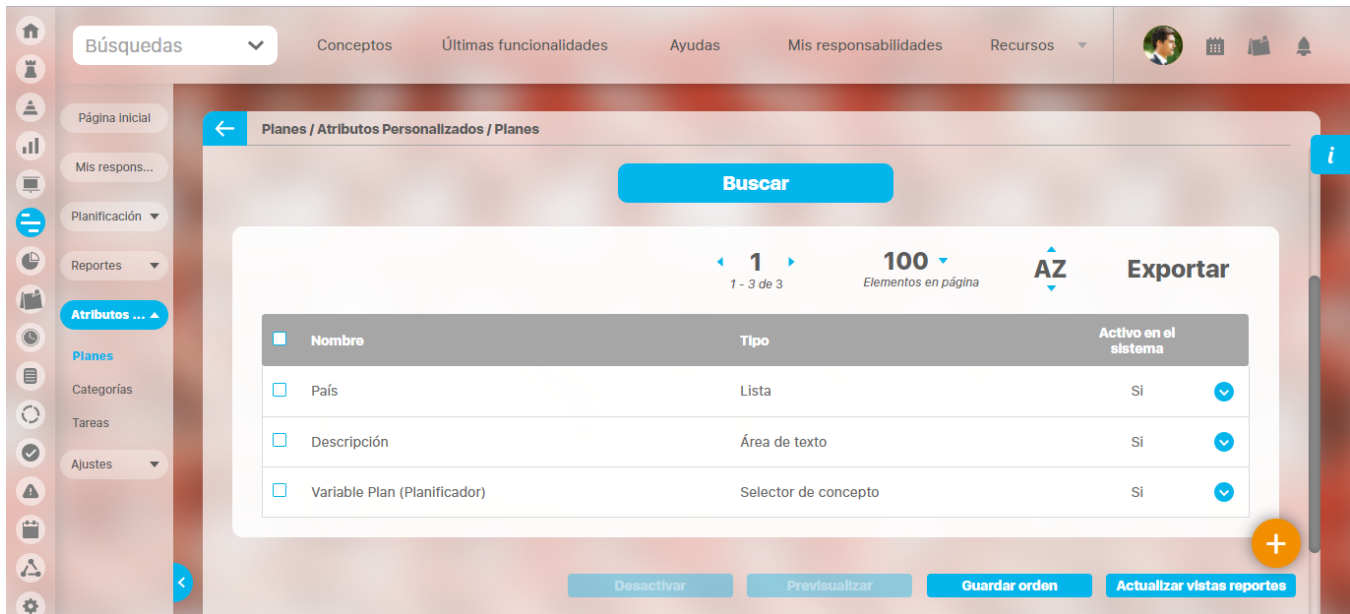 Búsquedas
Conceptos
Últimas funcionalidades
Ayudas
Mis responsabilidades
Recursos
Página inicial
Mis respons...
Planificación
Reportes
Atributos ...
Planes
Categorías
Tareas
Ajustes
Planes / Atributos Personalizados / Planes
i
Buscar
1
1 - 3 de 3
100
Elementos en página
AZ
Exportar
Nombre
Tipo
Activo en el
sistema
País
Lista
Si
Descripción
Área de texto
Si
Variable Plan (Planificador)
Selector de concepto
Si
+
Desactivar
Previsualizar
Guardar orden
Actualizar vistas reportes